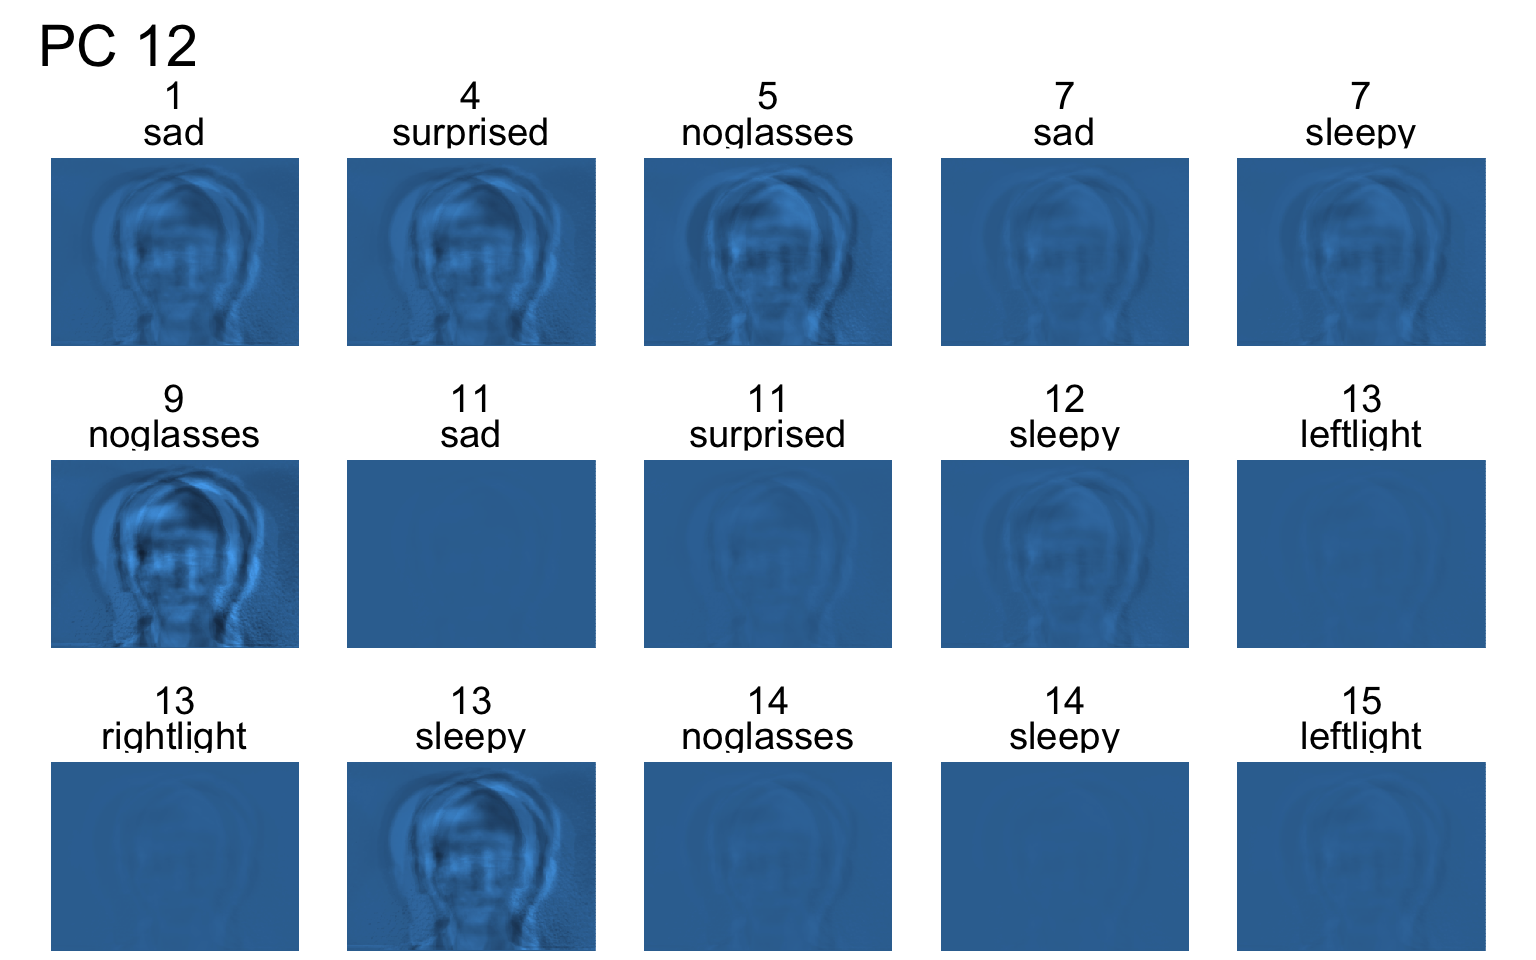 PC 12
1
sad
4
surprised
5
noglasses
7
sad
7
sleepy
9
noglasses
11
sad
11
surprised
12
sleepy
13
leftlight
13
rightlight
13
sleepy
14
noglasses
14
sleepy
15
leftlight